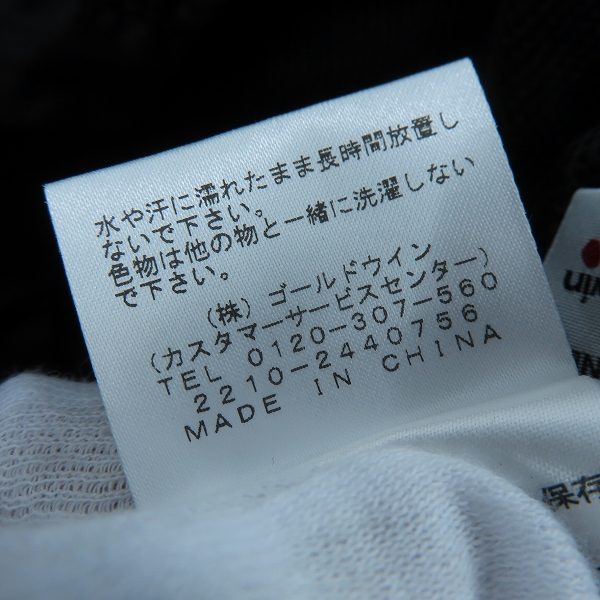 水や汗に濡れたまま長時間放置し
ないで下さい。
色物は他の物と一緒に洗濯しない
で下さい。
(株)ゴールドウイン
(カスタマーサービスセンター)
TEL 0120-307-560
2210-2440756
MADE IN CHINA
win
保存